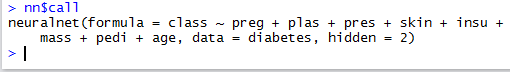 > nn$call
neuralnet(formula = class ~ preg + plas + pres + skin + insu +
    mass + pedi + age, data = diabetes, hidden = 2)
>